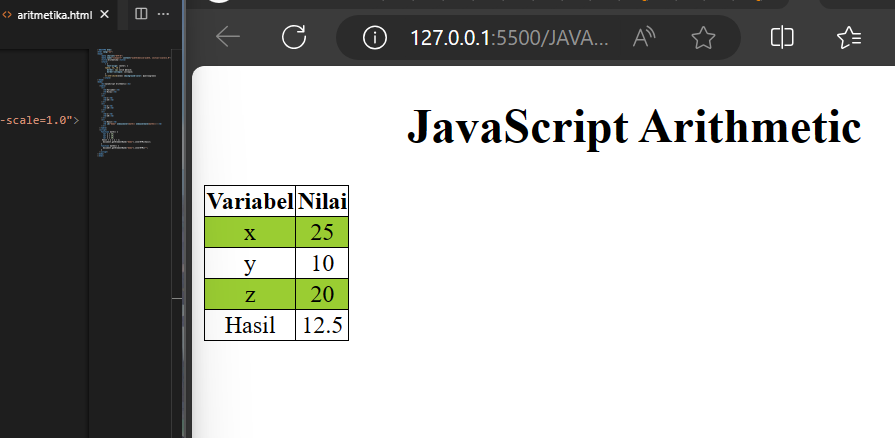 aritmetika.html
127.0.0.1:5500/JAVA...
-scale=1.0">
JavaScript Arithmetic
Variabel Nilai
x 25
y 10
z 20
Hasil 12.5